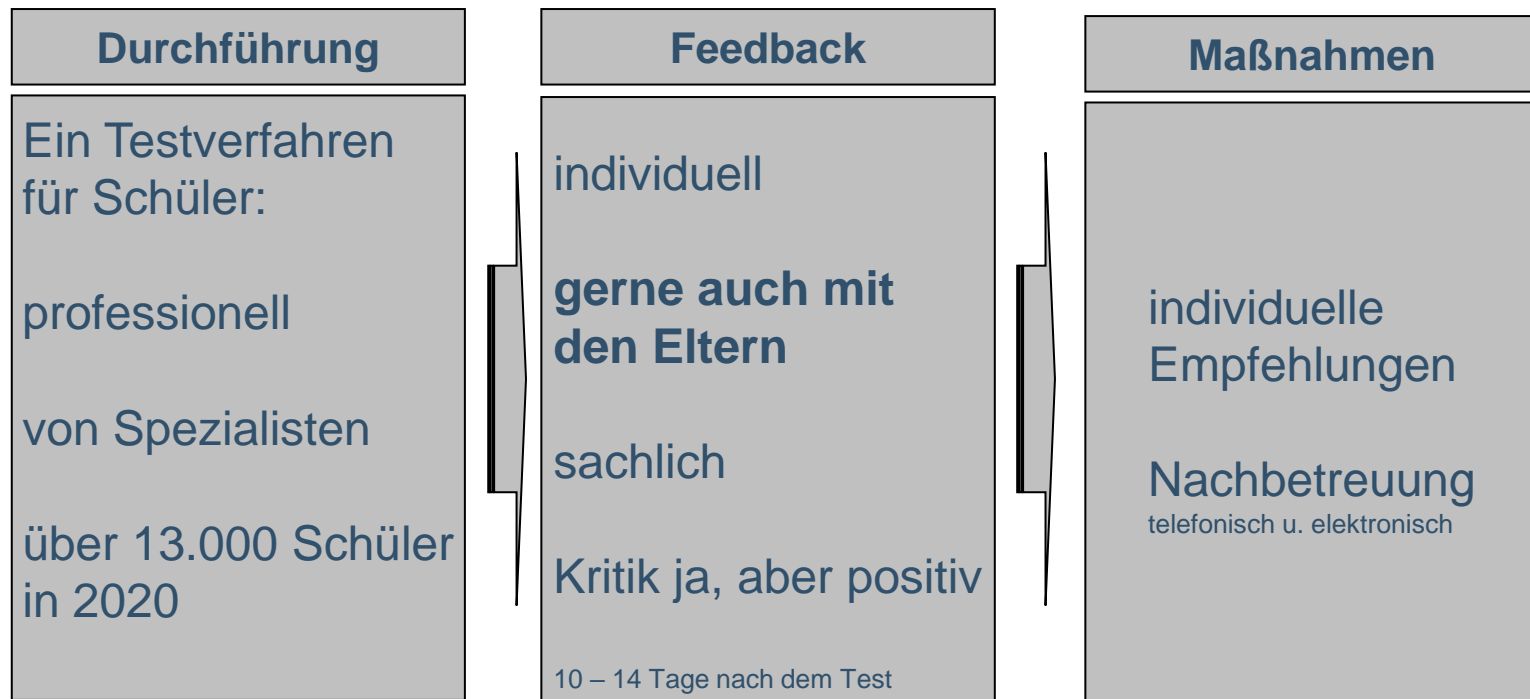 Durchführung
Ein Testverfahren
für Schüler:
professionell
von Spezialisten
über 13.000 Schüler
in 2020
Feedback
individuell
gerne auch mit
den Eltern
sachlich
Kritik ja, aber positiv
10 – 14 Tage nach dem Test
Maßnahmen
individuelle
Empfehlungen
Nachbetreuung
telefonisch u. elektronisch